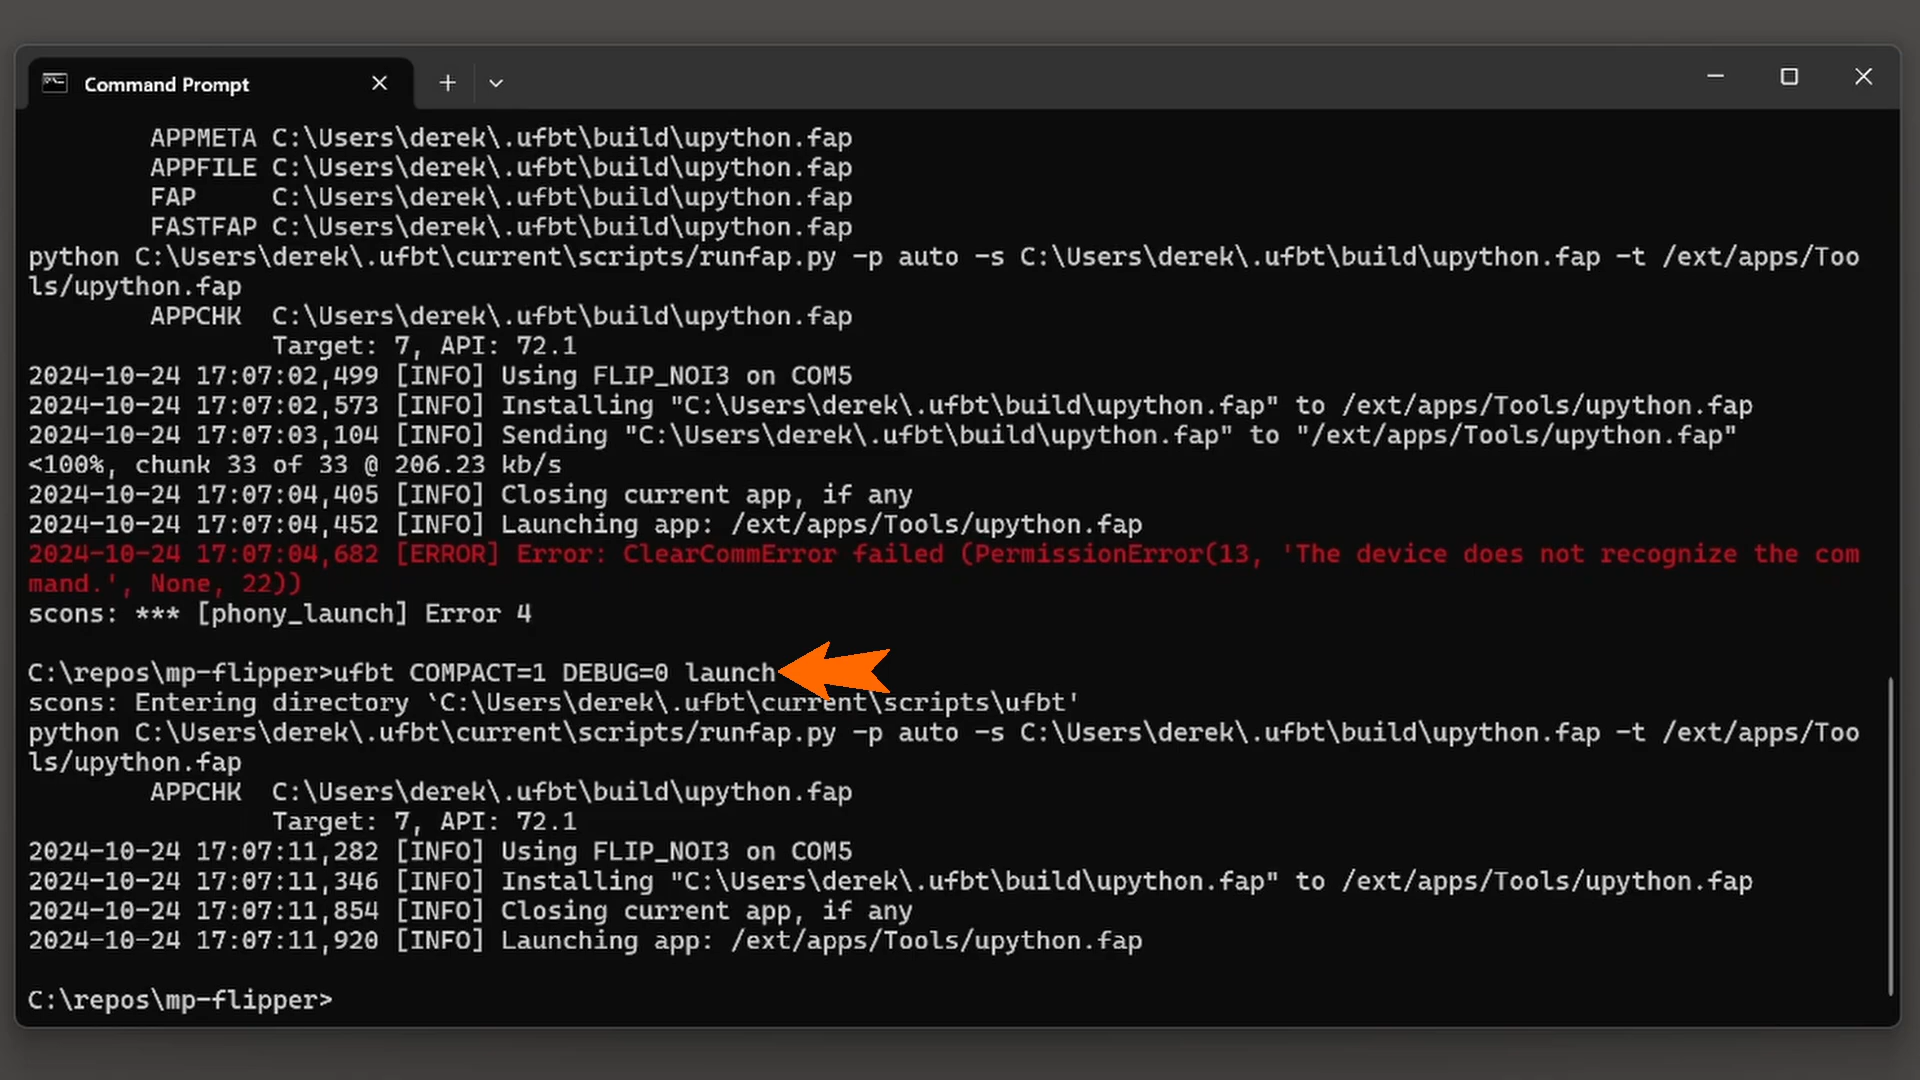 Command Prompt
APPMETA C:\Users\derek\.ufbt\build\upython.fap
APPFILE C:\Users\derek\.ufbt\build\upython.fap
FAP     C:\Users\derek\.ufbt\build\upython.fap
FASTFAP C:\Users\derek\.ufbt\build\upython.fap
python C:\Users\derek\.ufbt\current\scripts/runfap.py -p auto -s C:\Users\derek\.ufbt\build\upython.fap -t /ext/apps/Too
ls/upython.fap
APPCHK  C:\Users\derek\.ufbt\build\upython.fap
Target: 7, API: 72.1
2024-10-24 17:07:02,499 [INFO] Using FLIP_NOI3 on COM5
2024-10-24 17:07:02,573 [INFO] Installing "C:\Users\derek\.ufbt\build\upython.fap" to /ext/apps/Tools/upython.fap
2024-10-24 17:07:03,104 [INFO] Sending "C:\Users\derek\.ufbt\build\upython.fap" to "/ext/apps/Tools/upython.fap"
<100%, chunk 33 of 33 @ 206.23 kb/s
2024-10-24 17:07:04,405 [INFO] Closing current app, if any
2024-10-24 17:07:04,452 [INFO] Launching app: /ext/apps/Tools/upython.fap
2024-10-24 17:07:04,682 [ERROR] Error: ClearCommError failed (PermissionError(13, 'The device does not recognize the com
mand.', None, 22))
scons: *** [phony_launch] Error 4
C:\repos\mp-flipper>ufbt COMPACT=1 DEBUG=0 launch
scons: Entering directory `C:\Users\derek\.ufbt\current\scripts\ufbt'
python C:\Users\derek\.ufbt\current\scripts/runfap.py -p auto -s C:\Users\derek\.ufbt\build\upython.fap -t /ext/apps/Too
ls/upython.fap
APPCHK  C:\Users\derek\.ufbt\build\upython.fap
Target: 7, API: 72.1
2024-10-24 17:07:11,282 [INFO] Using FLIP_NOI3 on COM5
2024-10-24 17:07:11,346 [INFO] Installing "C:\Users\derek\.ufbt\build\upython.fap" to /ext/apps/Tools/upython.fap
2024-10-24 17:07:11,854 [INFO] Closing current app, if any
2024-10-24 17:07:11,920 [INFO] Launching app: /ext/apps/Tools/upython.fap
C:\repos\mp-flipper>